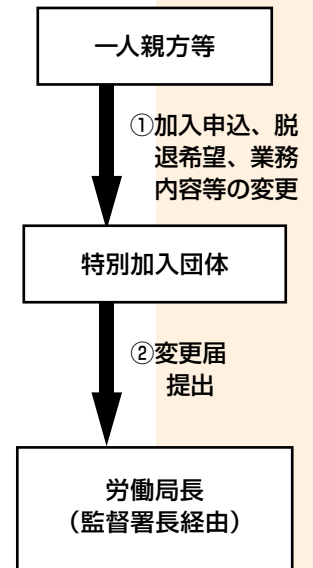 一人親方等
①加入申込、脱
退希望、業務
内容等の変更
特別加入団体
②変更届
提出
労働局長
（監督署長経由）